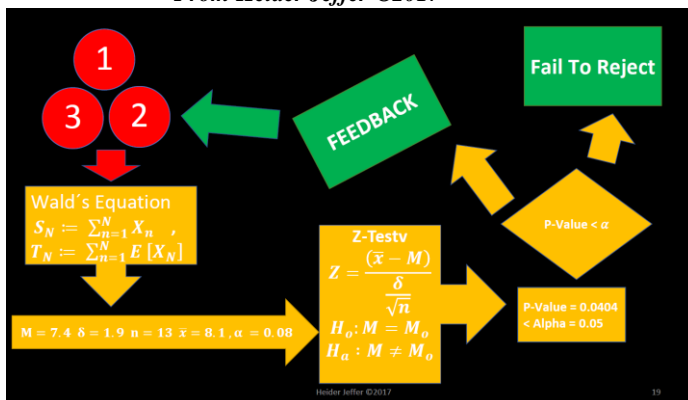 From Heider Jeffer ©2017
1
3 2
Fail To Reject
FEEDBACK
Wald´s Equation
S_N ≔ ∑_{n=1}^{N} X_n ,
T_N ≔ ∑_{n=1}^{N} E [X_N]
P-Value < α
Z-Testv
Z = (x̄ − M) / (δ / √n)
H_o : M = M_o
H_a : M ≠ M_o
P-Value = 0.0404
< Alpha = 0.05
M = 7.4 δ = 1.9 n = 13 x̄ = 8.1 , α = 0.08
Heider Jeffer ©2017
19